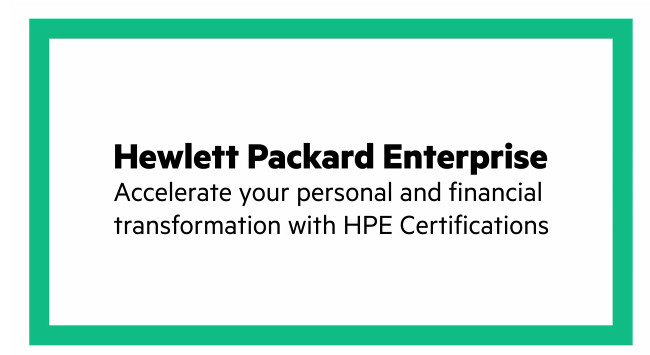 Hewlett Packard Enterprise
Accelerate your personal and financial
transformation with HPE Certifications